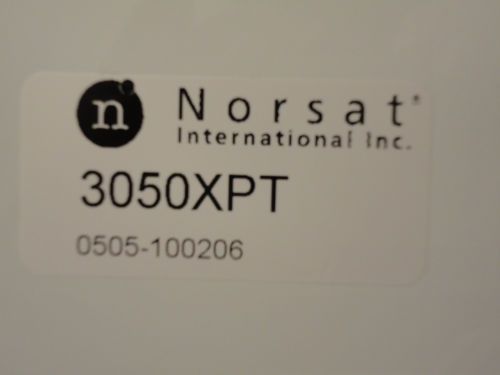 n Norsat
International Inc.
3050XPT
0505-100206